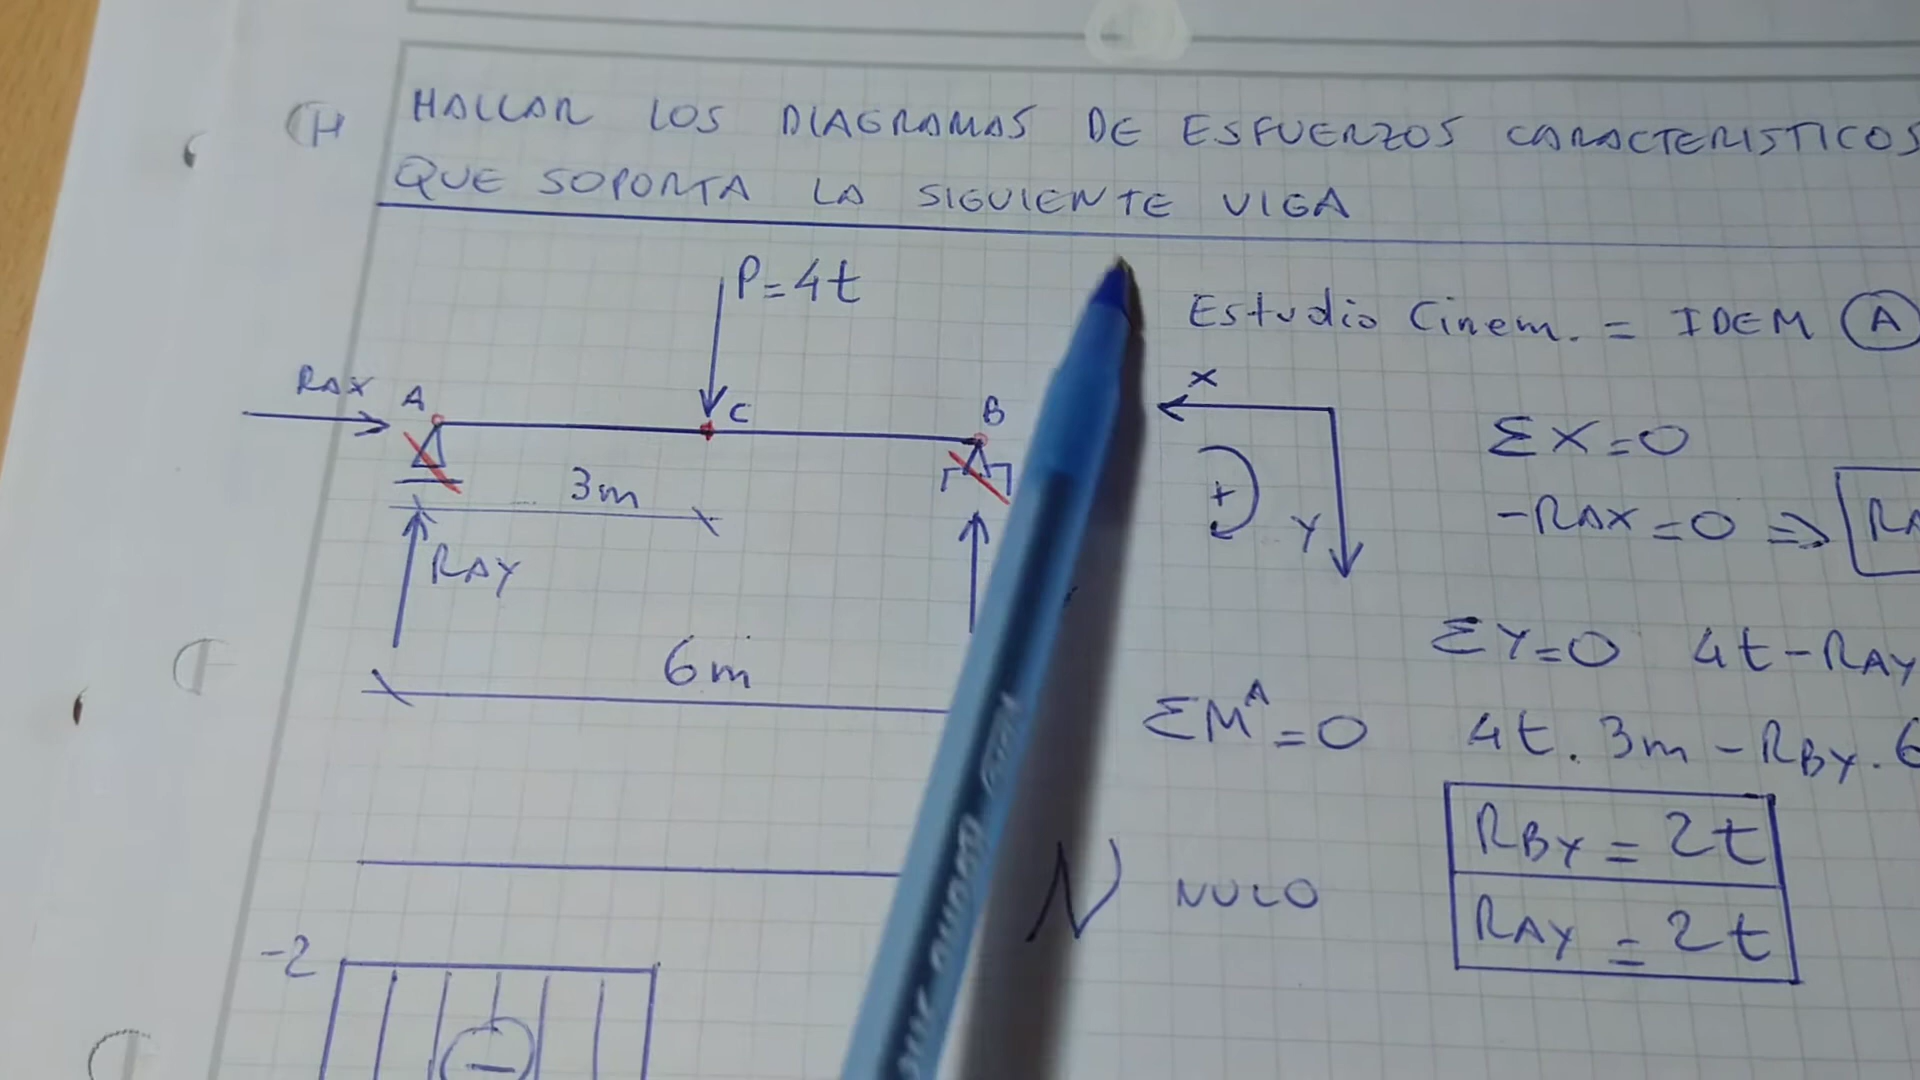 H
HALLAR LOS DIAGRAMAS DE ESFUERZOS CARACTERISTICOS
QUE SOPORTA LA SIGUIENTE VIGA
P=4t
Estudio Cinem. = IDEM A
RAX
A
C
B
X
+
Y
3m
RAY
6m
ΣX=0
-RAX=0 ⇒ RA
ΣY=0 4t-RAY
ΣM^A=0 4t. 3m - RBY. 6
RBY = 2t
RAY = 2t
N NULO
-2
-